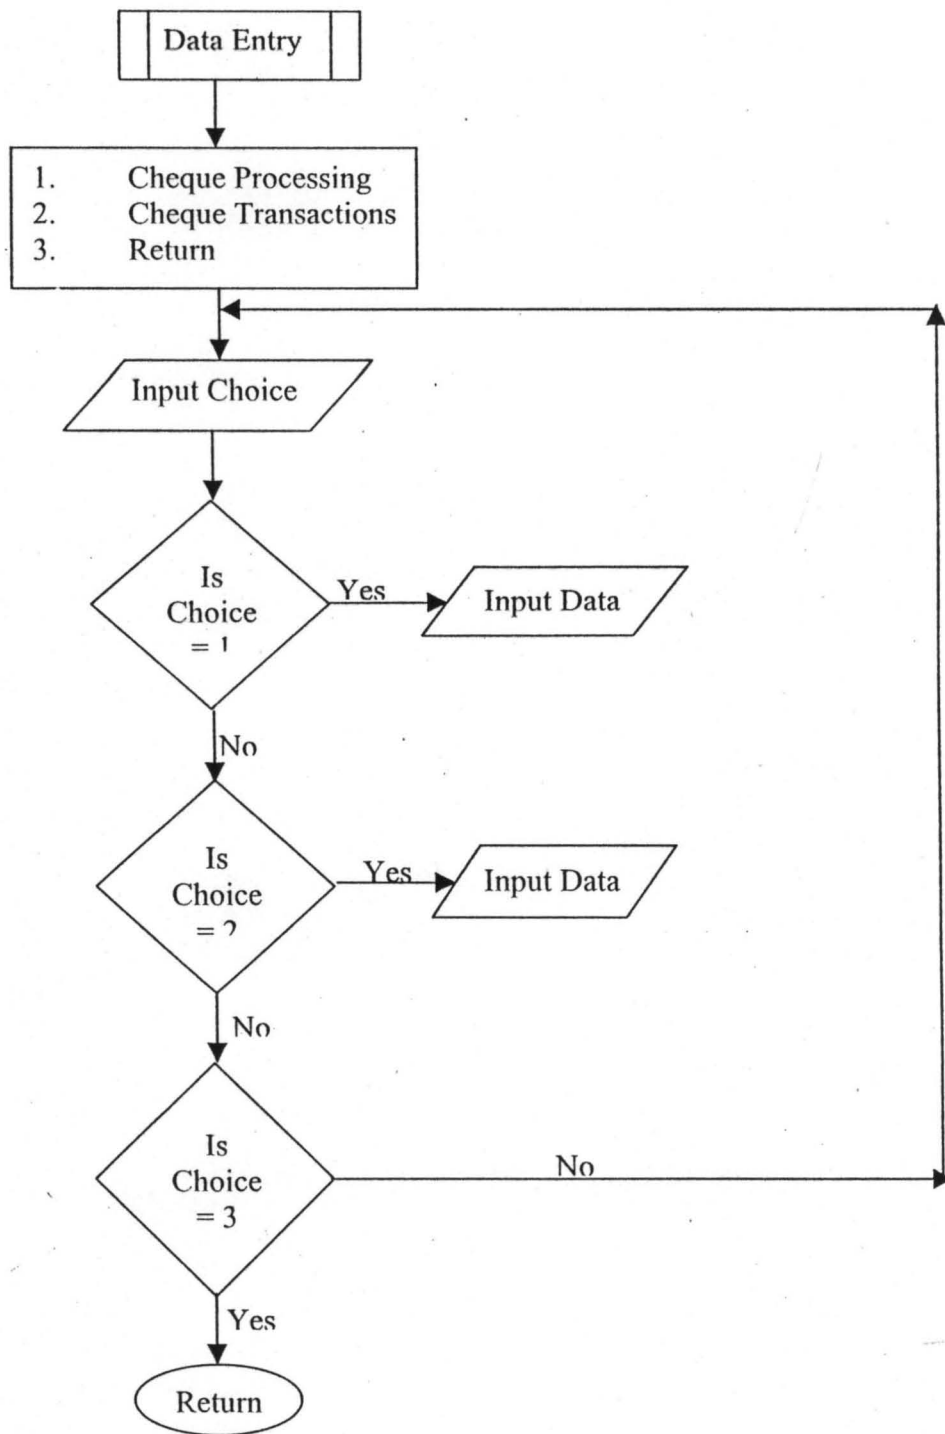 Data Entry
1. Cheque Processing
2. Cheque Transactions
3. Return
Input Choice
Is
Choice
= 1
Yes
Input Data
No
Is
Choice
= 2
Yes
Input Data
No
Is
Choice
= 3
No
Yes
Return